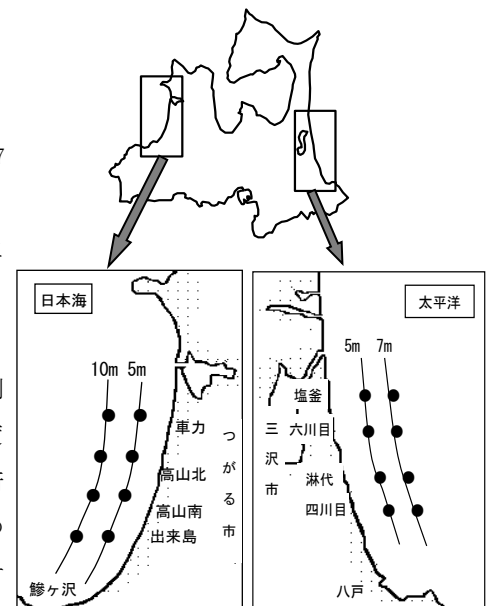 7
日本海
10m 5m
車力
高山北
高山南
出来島
つがる市
鰺ヶ沢
太平洋
5m 7m
塩釜
六川目
淋代
四川目
三沢市
八戸